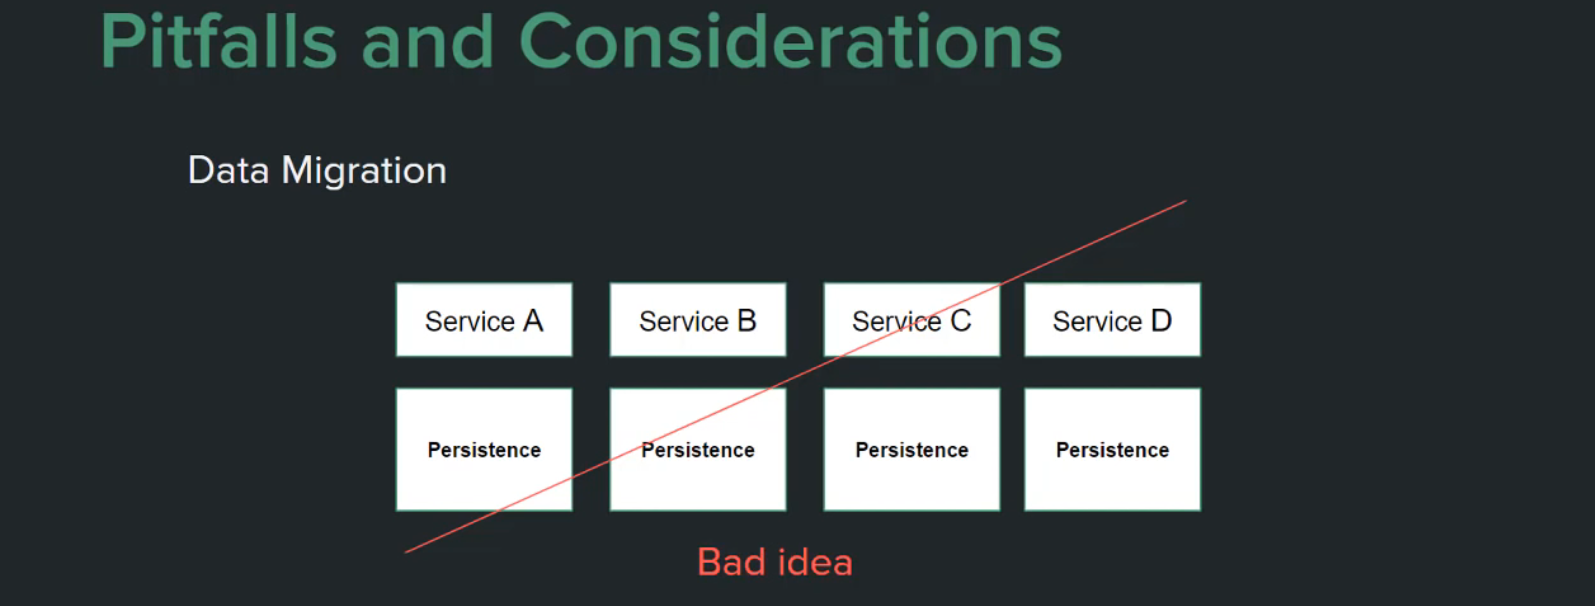 Pitfalls and Considerations
Data Migration
Service A
Service B
Service C
Service D
Persistence
Persistence
Persistence
Persistence
Bad idea